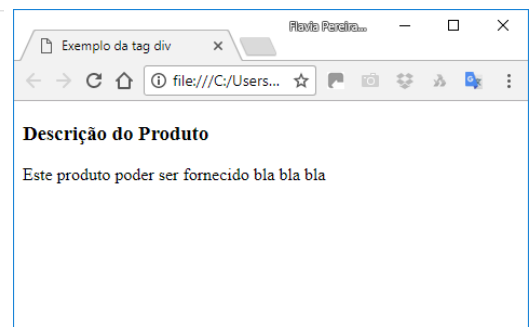 Flavia Pereira...
Exemplo da tag div
file:///C:/Users...
Descrição do Produto
Este produto poder ser fornecido bla bla bla